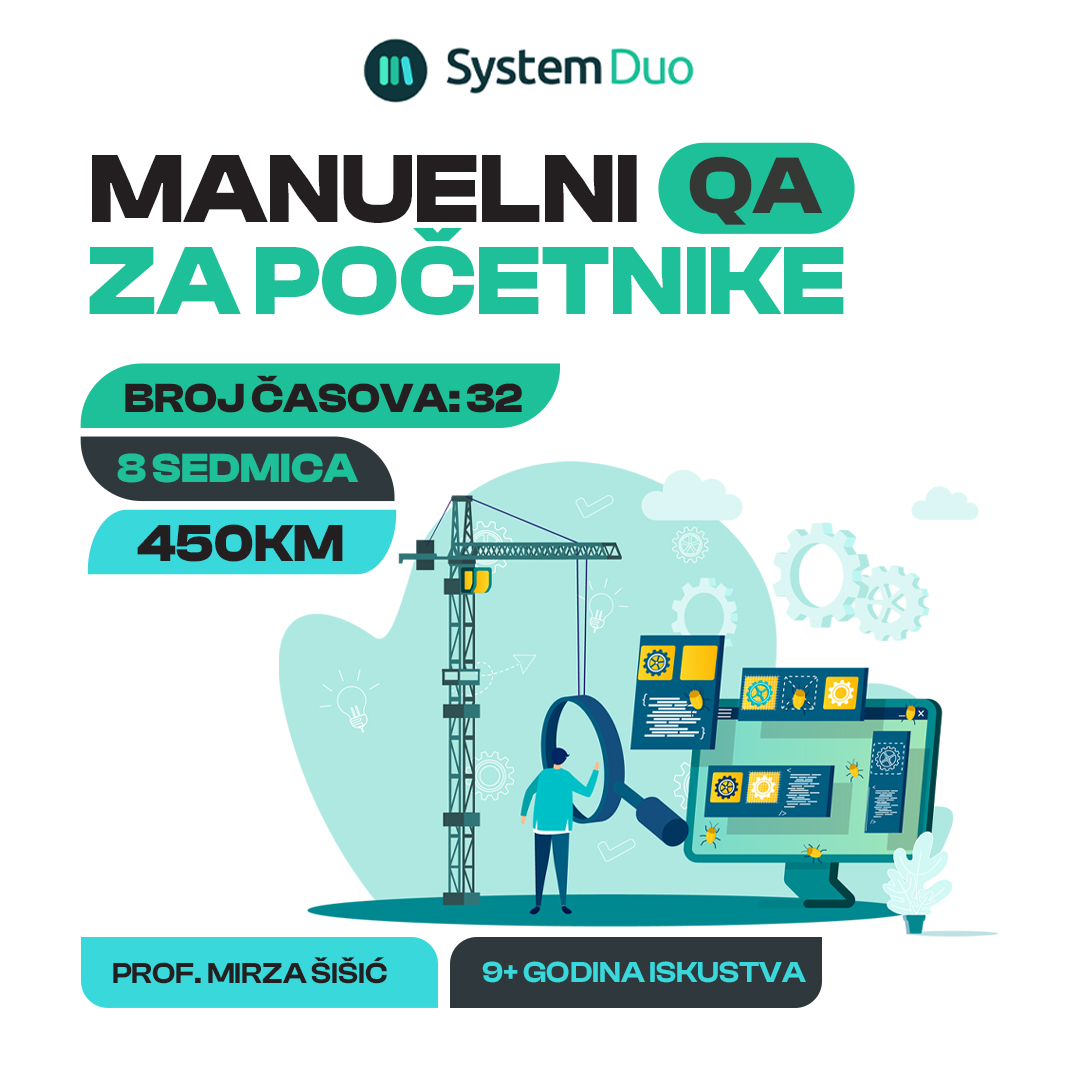 System Duo
MANUELNI QA
ZA POČETNIKE
BROJ ČASOVA: 32
8 SEDMICA
450KM
PROF. MIRZA ŠIŠIĆ
9+ GODINA ISKUSTVA